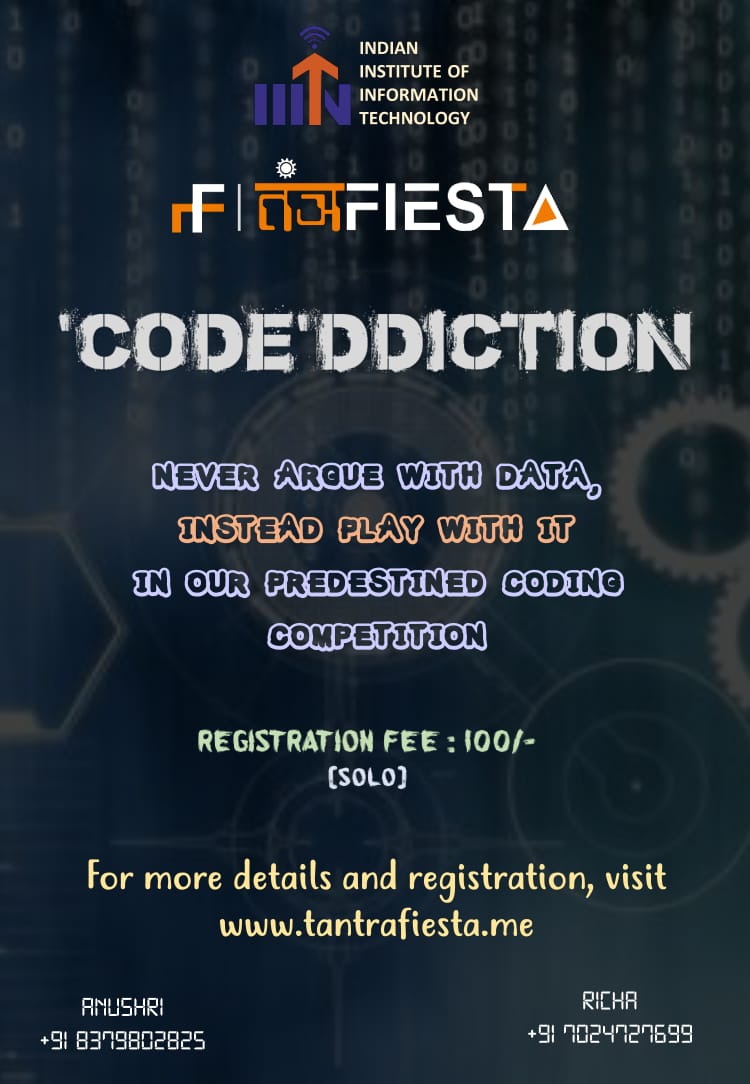 INDIAN
INSTITUTE OF
INFORMATION
TECHNOLOGY
IIITN
तंत्रFIESTA
'CODE'DDICTION
NEVER ARGUE WITH DATA,
INSTEAD PLAY WITH IT
IN OUR PREDESTINED CODING
COMPETITION
REGISTRATION FEE : 100/-
[SOLO]
For more details and registration, visit
www.tantrafiesta.me
ANUSHRI
+91 8379802825
RICHA
+91 7024727699